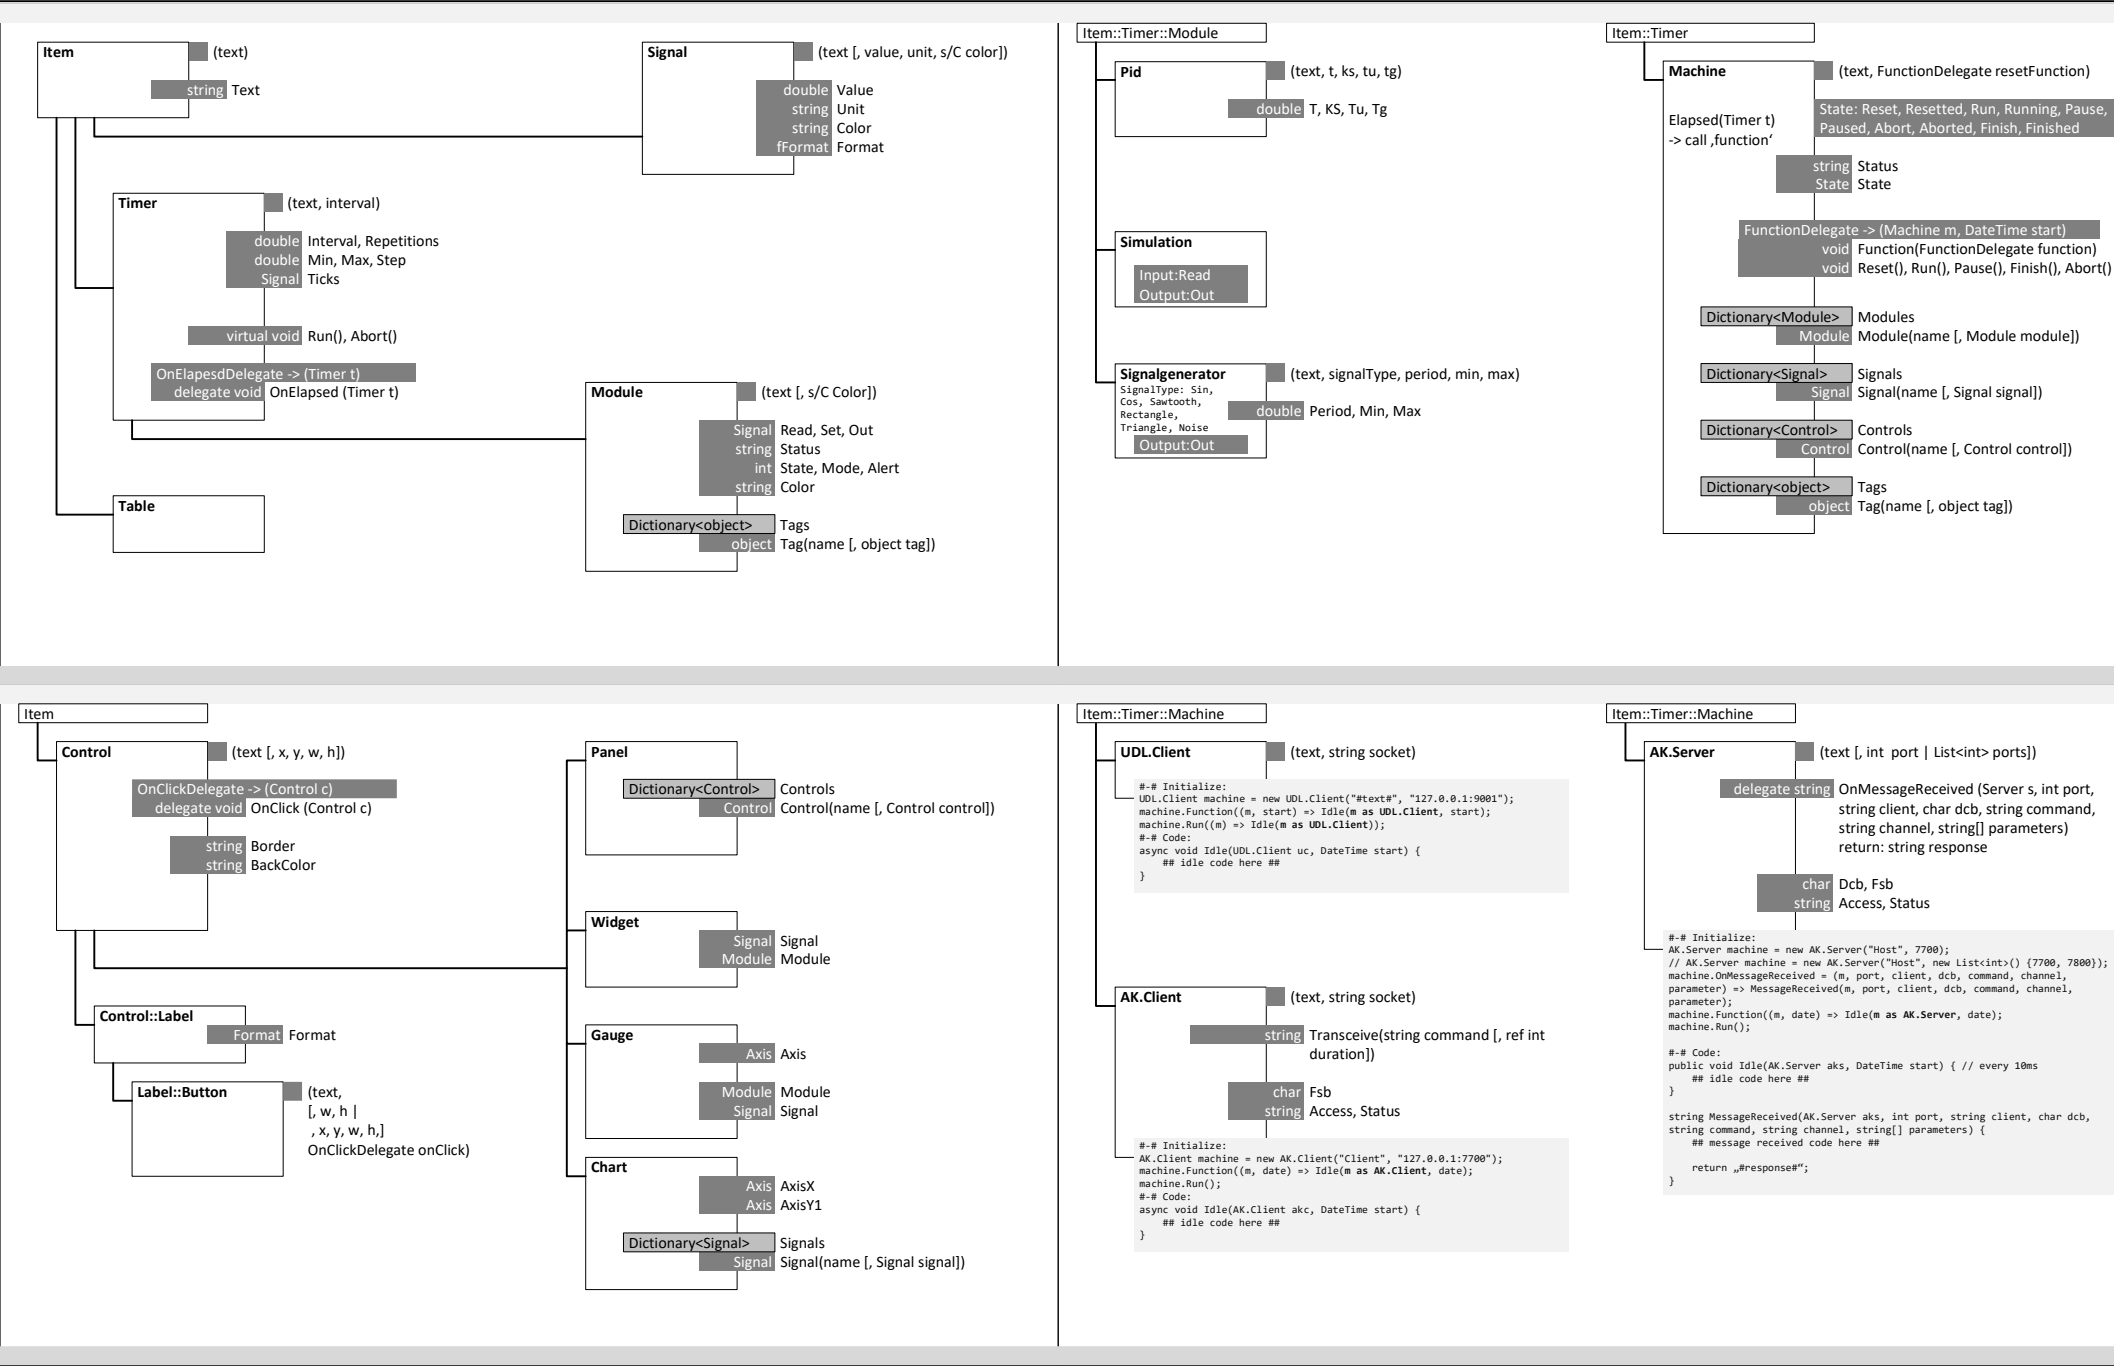 Item
(text)
string Text
Signal
(text [, value, unit, s/C color])
double Value
string Unit
string Color
fFormat Format
Timer
(text, interval)
double Interval, Repetitions
double Min, Max, Step
Signal Ticks
virtual void Run(), Abort()
OnElapesdDelegate -> (Timer t)
delegate void OnElapsed (Timer t)
Module
(text [, s/C Color])
Signal Read, Set, Out
string Status
int State, Mode, Alert
string Color
Dictionary<object> Tags
object Tag(name [, object tag])
Table
Item::Timer::Module
Pid
(text, t, ks, tu, tg)
double T, KS, Tu, Tg
Simulation
Input:Read
Output:Out
Signalgenerator
(text, signalType, period, min, max)
SignalType: Sin,
Cos, Sawtooth,
Rectangle,
Triangle, Noise
double Period, Min, Max
Output:Out
Item::Timer
Machine
(text, FunctionDelegate resetFunction)
Elapsed(Timer t)
-> call ‚function‘
State: Reset, Resetted, Run, Running, Pause,
Paused, Abort, Aborted, Finish, Finished
string Status
State State
FunctionDelegate -> (Machine m, DateTime start)
void Function(FunctionDelegate function)
void Reset(), Run(), Pause(), Finish(), Abort()
Dictionary<Module> Modules
Module Module(name [, Module module])
Dictionary<Signal> Signals
Signal Signal(name [, Signal signal])
Dictionary<Control> Controls
Control Control(name [, Control control])
Dictionary<object> Tags
object Tag(name [, object tag])
Item
Control
(text [, x, y, w, h])
OnClickDelegate -> (Control c)
delegate void OnClick (Control c)
string Border
string BackColor
Control::Label
Format Format
Label::Button
(text,
[, w, h |
, x, y, w, h,]
OnClickDelegate onClick)
Panel
Dictionary<Control> Controls
Control Control(name [, Control control])
Widget
Signal Signal
Module Module
Gauge
Axis Axis
Module Module
Signal Signal
Chart
Axis AxisX
Axis AxisY1
Dictionary<Signal> Signals
Signal Signal(name [, Signal signal])
Item::Timer::Machine
UDL.Client
(text, string socket)
#-# Initialize:
UDL.Client machine = new UDL.Client("#text#", "127.0.0.1:9001");
machine.Function((m, start) => Idle(m as UDL.Client, start);
machine.Run((m) => Idle(m as UDL.Client));
#-# Code:
async void Idle(UDL.Client uc, DateTime start) {
## idle code here ##
}
AK.Client
(text, string socket)
string Transceive(string command [, ref int
duration])
char Fsb
string Access, Status
#-# Initialize:
AK.Client machine = new AK.Client("Client", "127.0.0.1:7700");
machine.Function((m, date) => Idle(m as AK.Client, date);
machine.Run();
#-# Code:
async void Idle(AK.Client akc, DateTime start) {
## idle code here ##
}
Item::Timer::Machine
AK.Server
(text [, int port | List<int> ports])
delegate string OnMessageReceived (Server s, int port,
string client, char dcb, string command,
string channel, string[] parameters)
return: string response
char Dcb, Fsb
string Access, Status
#-# Initialize:
AK.Server machine = new AK.Server("Host", 7700);
// AK.Server machine = new AK.Server("Host", new List<int>() {7700, 7800});
machine.OnMessageReceived = (m, port, client, dcb, command, channel,
parameter) => MessageReceived(m, port, client, dcb, command, channel,
parameter);
machine.Function((m, date) => Idle(m as AK.Server, date);
machine.Run();
#-# Code:
public void Idle(AK.Server aks, DateTime start) { // every 10ms
## idle code here ##
}
string MessageReceived(AK.Server aks, int port, string client, char dcb,
string command, string channel, string[] parameters) {
## message received code here ##
return „#response#“;
}